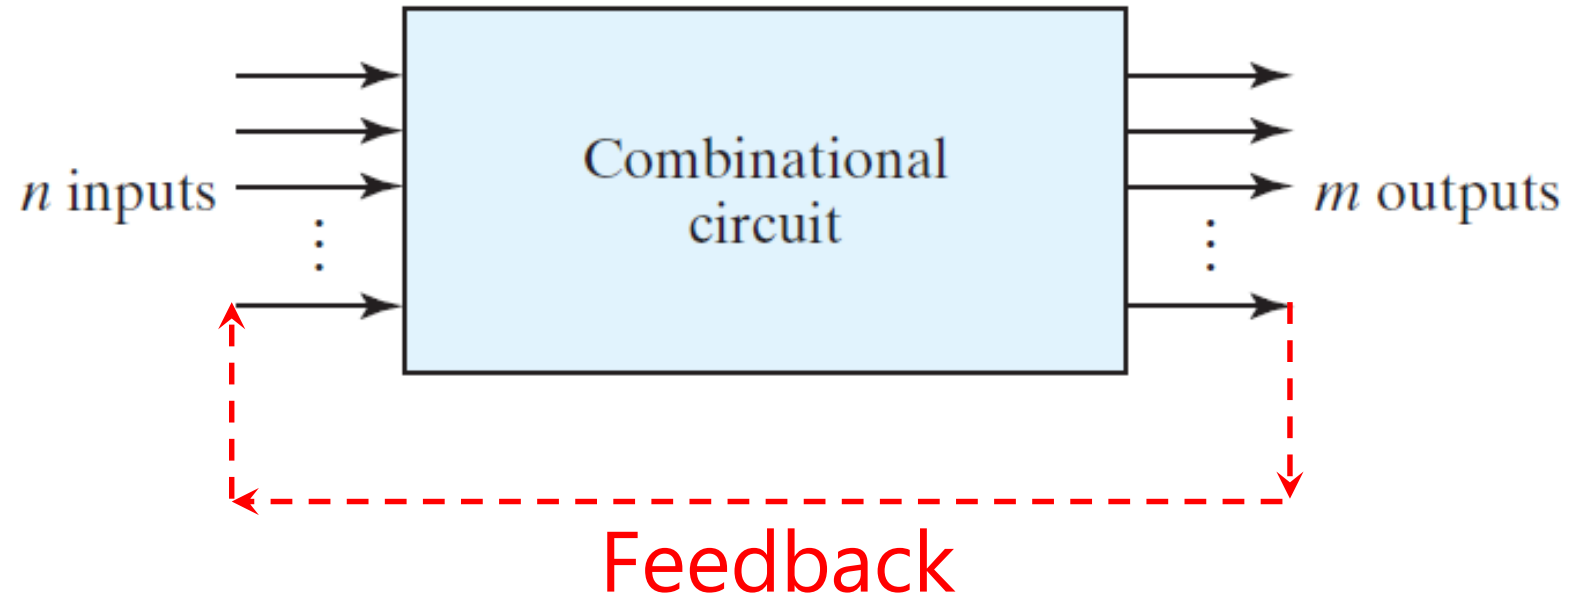 Combinational
circuit
n inputs
m outputs
Feedback